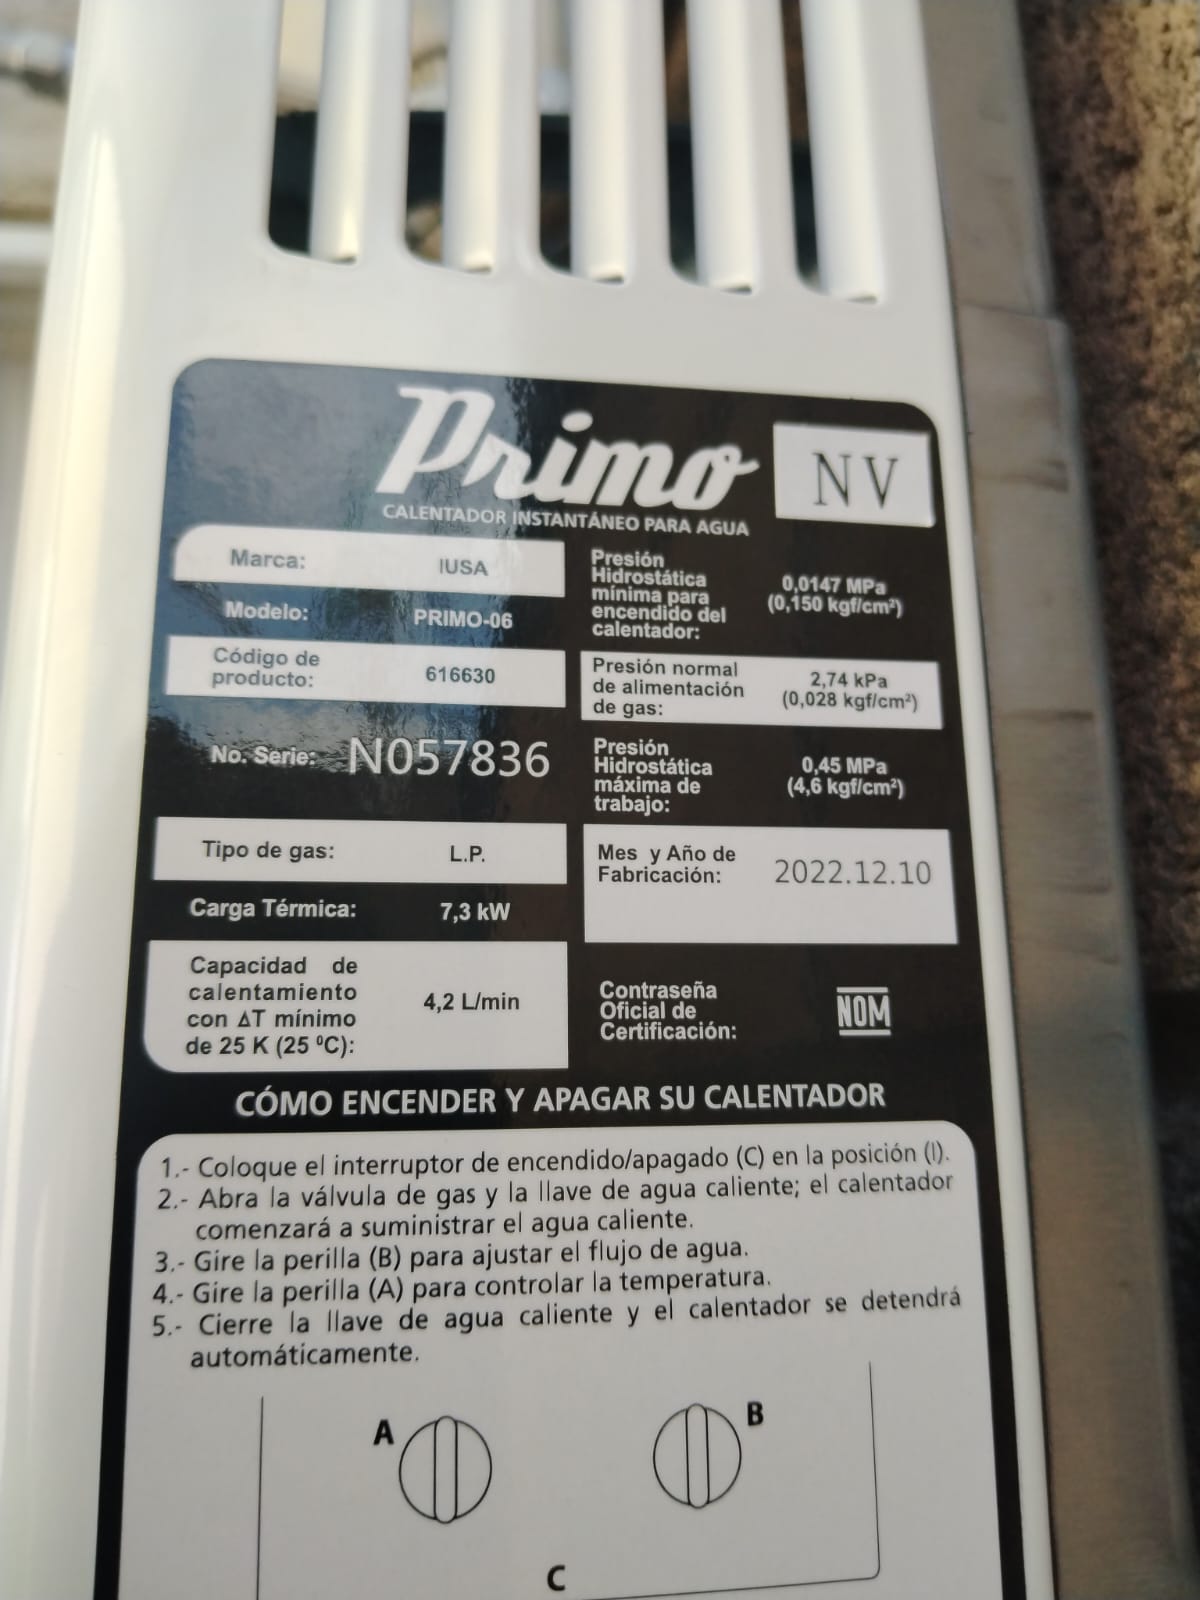 Primo
NV
CALENTADOR INSTANTÁNEO PARA AGUA
Marca: IUSA
Modelo: PRIMO-06
Código de
producto: 616630
No. Serie: N057836
Tipo de gas: L.P.
Carga Térmica: 7,3 kW
Capacidad de
calentamiento
con ΔT mínimo
de 25 K (25 ⁰C):
4,2 L/min
Presión
Hidrostática
mínima para
encendido del
calentador:
0,0147 MPa
(0,150 kgf/cm²)
Presión normal
de alimentación
de gas:
2,74 kPa
(0,028 kgf/cm²)
Presión
Hidrostática
máxima de
trabajo:
0,45 MPa
(4,6 kgf/cm²)
Mes y Año de
Fabricación:
2022.12.10
Contraseña
Oficial de
Certificación:
NOM
CÓMO ENCENDER Y APAGAR SU CALENTADOR
1.- Coloque el interruptor de encendido/apagado (C) en la posición (I).
2.- Abra la válvula de gas y la llave de agua caliente; el calentador
comenzará a suministrar el agua caliente.
3.- Gire la perilla (B) para ajustar el flujo de agua.
4.- Gire la perilla (A) para controlar la temperatura.
5.- Cierre la llave de agua caliente y el calentador se detendrá
automáticamente.
A
B
C